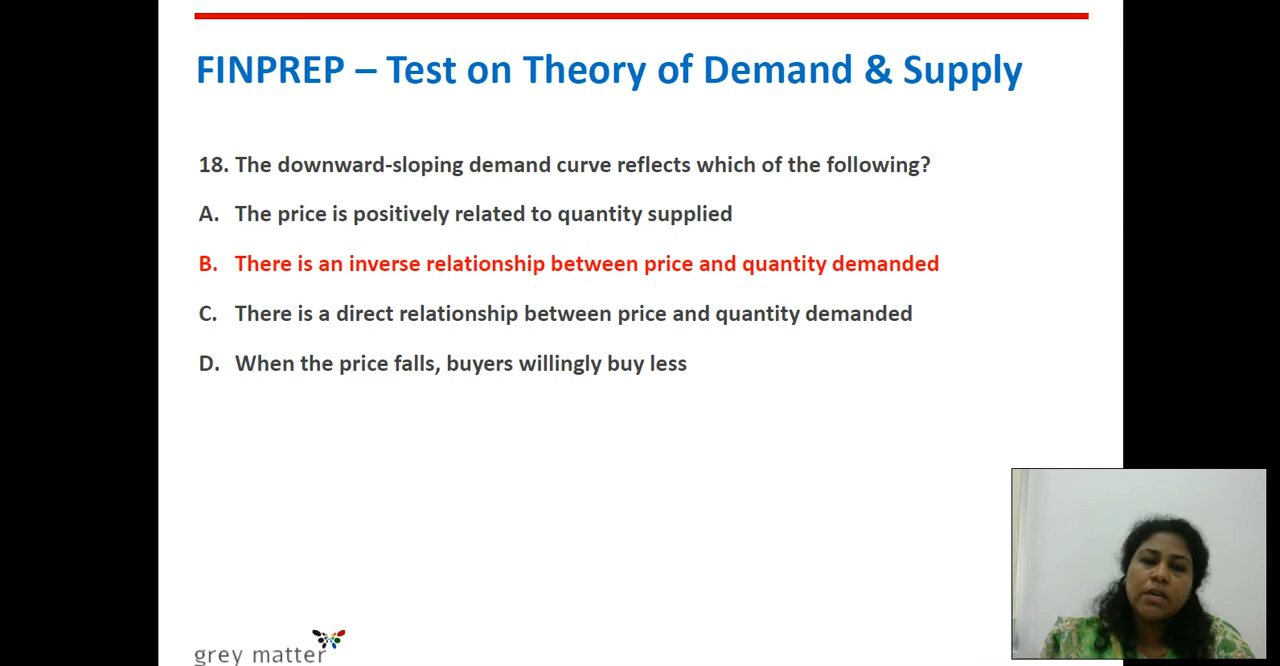 FINPREP – Test on Theory of Demand & Supply
18. The downward-sloping demand curve reflects which of the following?
A. The price is positively related to quantity supplied
B. There is an inverse relationship between price and quantity demanded
C. There is a direct relationship between price and quantity demanded
D. When the price falls, buyers willingly buy less
grey matter